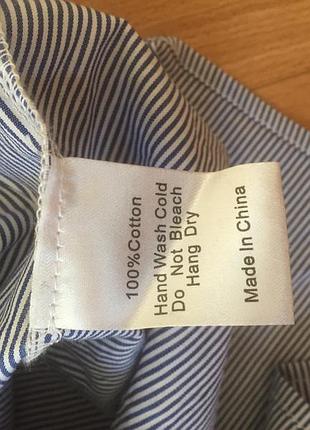 100%Cotton
Hand Wash Cold
Do Not Bleach
Hang Dry
Made In China